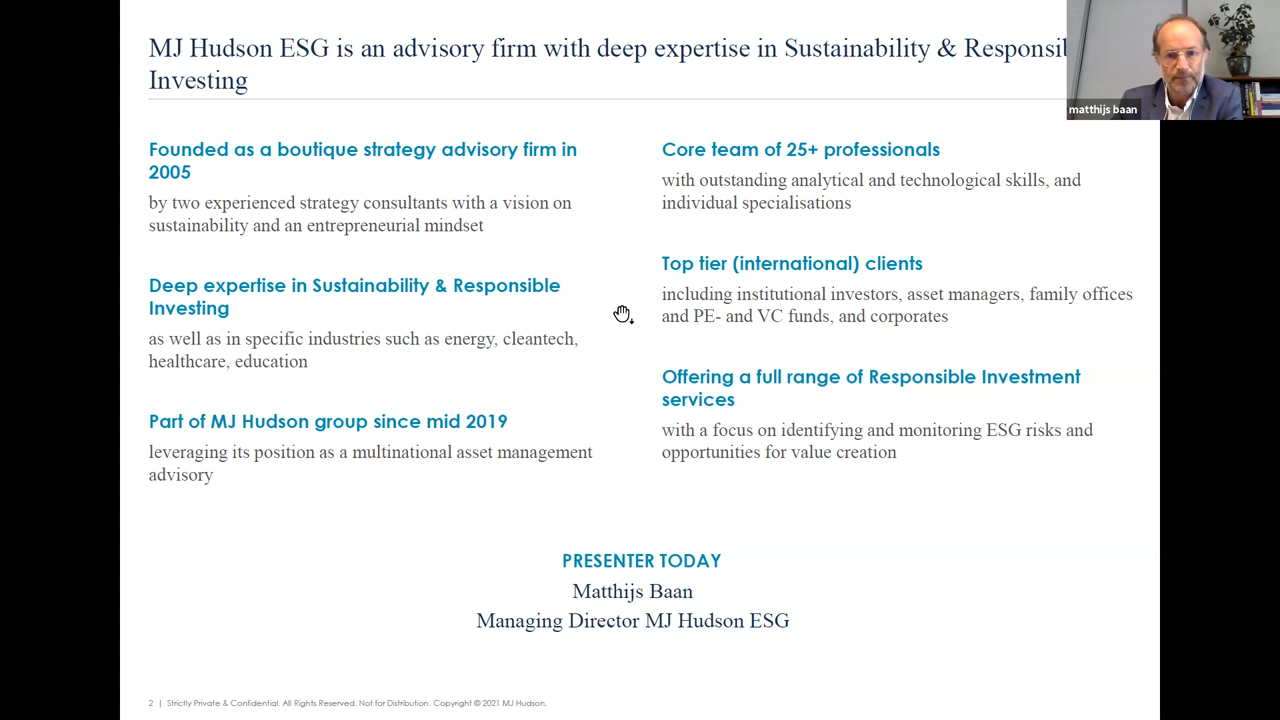 MJ Hudson ESG is an advisory firm with deep expertise in Sustainability & Responsib
Investing
matthijs baan
Founded as a boutique strategy advisory firm in
2005
by two experienced strategy consultants with a vision on
sustainability and an entrepreneurial mindset
Deep expertise in Sustainability & Responsible
Investing
as well as in specific industries such as energy, cleantech,
healthcare, education
Part of MJ Hudson group since mid 2019
leveraging its position as a multinational asset management
advisory
Core team of 25+ professionals
with outstanding analytical and technological skills, and
individual specialisations
Top tier (international) clients
including institutional investors, asset managers, family offices
and PE- and VC funds, and corporates
Offering a full range of Responsible Investment
services
with a focus on identifying and monitoring ESG risks and
opportunities for value creation
PRESENTER TODAY
Matthijs Baan
Managing Director MJ Hudson ESG
2 | Strictly Private & Confidential. All Rights Reserved. Not for Distribution. Copyright © 2021 MJ Hudson.